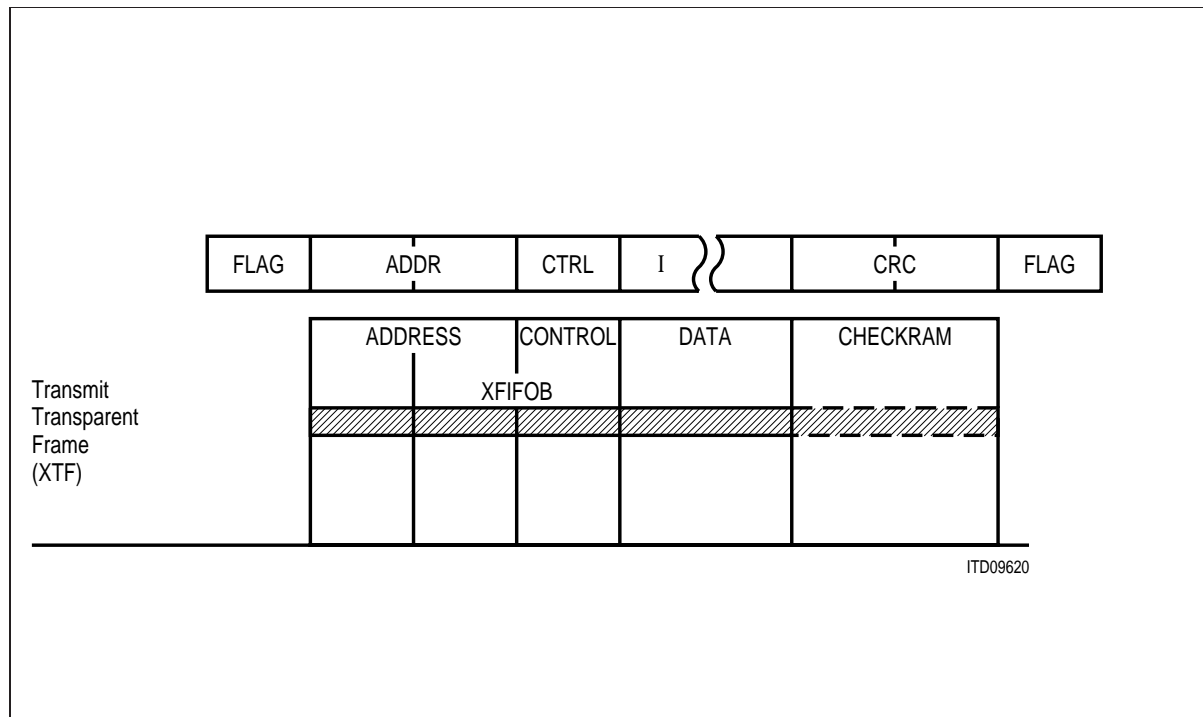 FLAG ADDR CTRL I CRC FLAG
ADDRESS CONTROL DATA CHECKRAM
XFIFOB
Transmit
Transparent
Frame
(XTF)
ITD09620